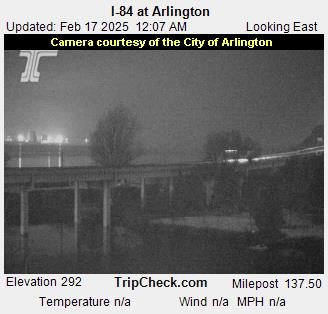 I-84 at Arlington
Updated: Feb 17 2025 12:07 AM Looking East
Camera courtesy of the City of Arlington
Elevation 292 TripCheck.com Milepost 137.50
Temperature n/a Wind n/a MPH n/a